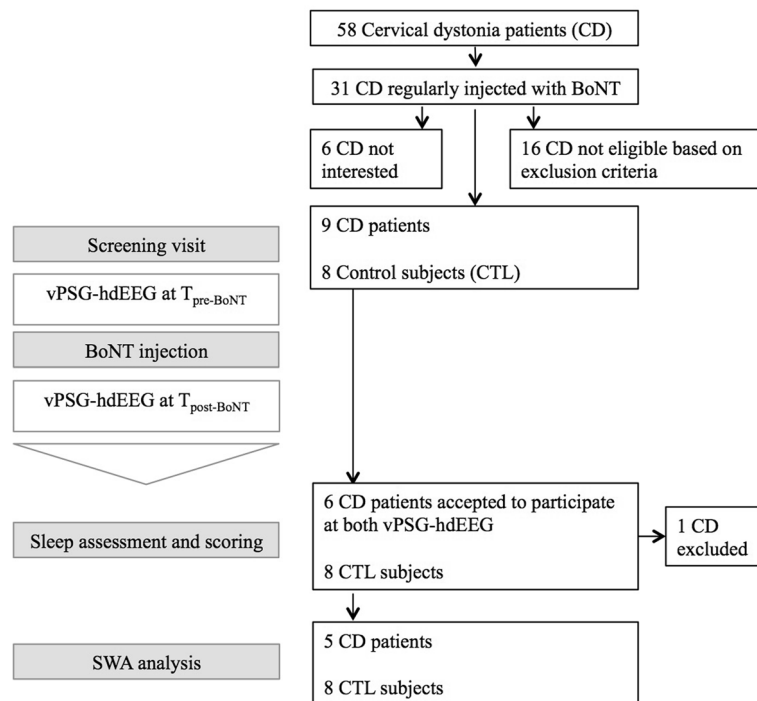 58 Cervical dystonia patients (CD)
31 CD regularly injected with BoNT
6 CD not
interested
16 CD not eligible based on
exclusion criteria
9 CD patients
8 Control subjects (CTL)
Screening visit
vPSG-hdEEG at Tpre-BoNT
BoNT injection
vPSG-hdEEG at Tpost-BoNT
6 CD patients accepted to participate
at both vPSG-hdEEG
8 CTL subjects
1 CD
excluded
Sleep assessment and scoring
5 CD patients
8 CTL subjects
SWA analysis